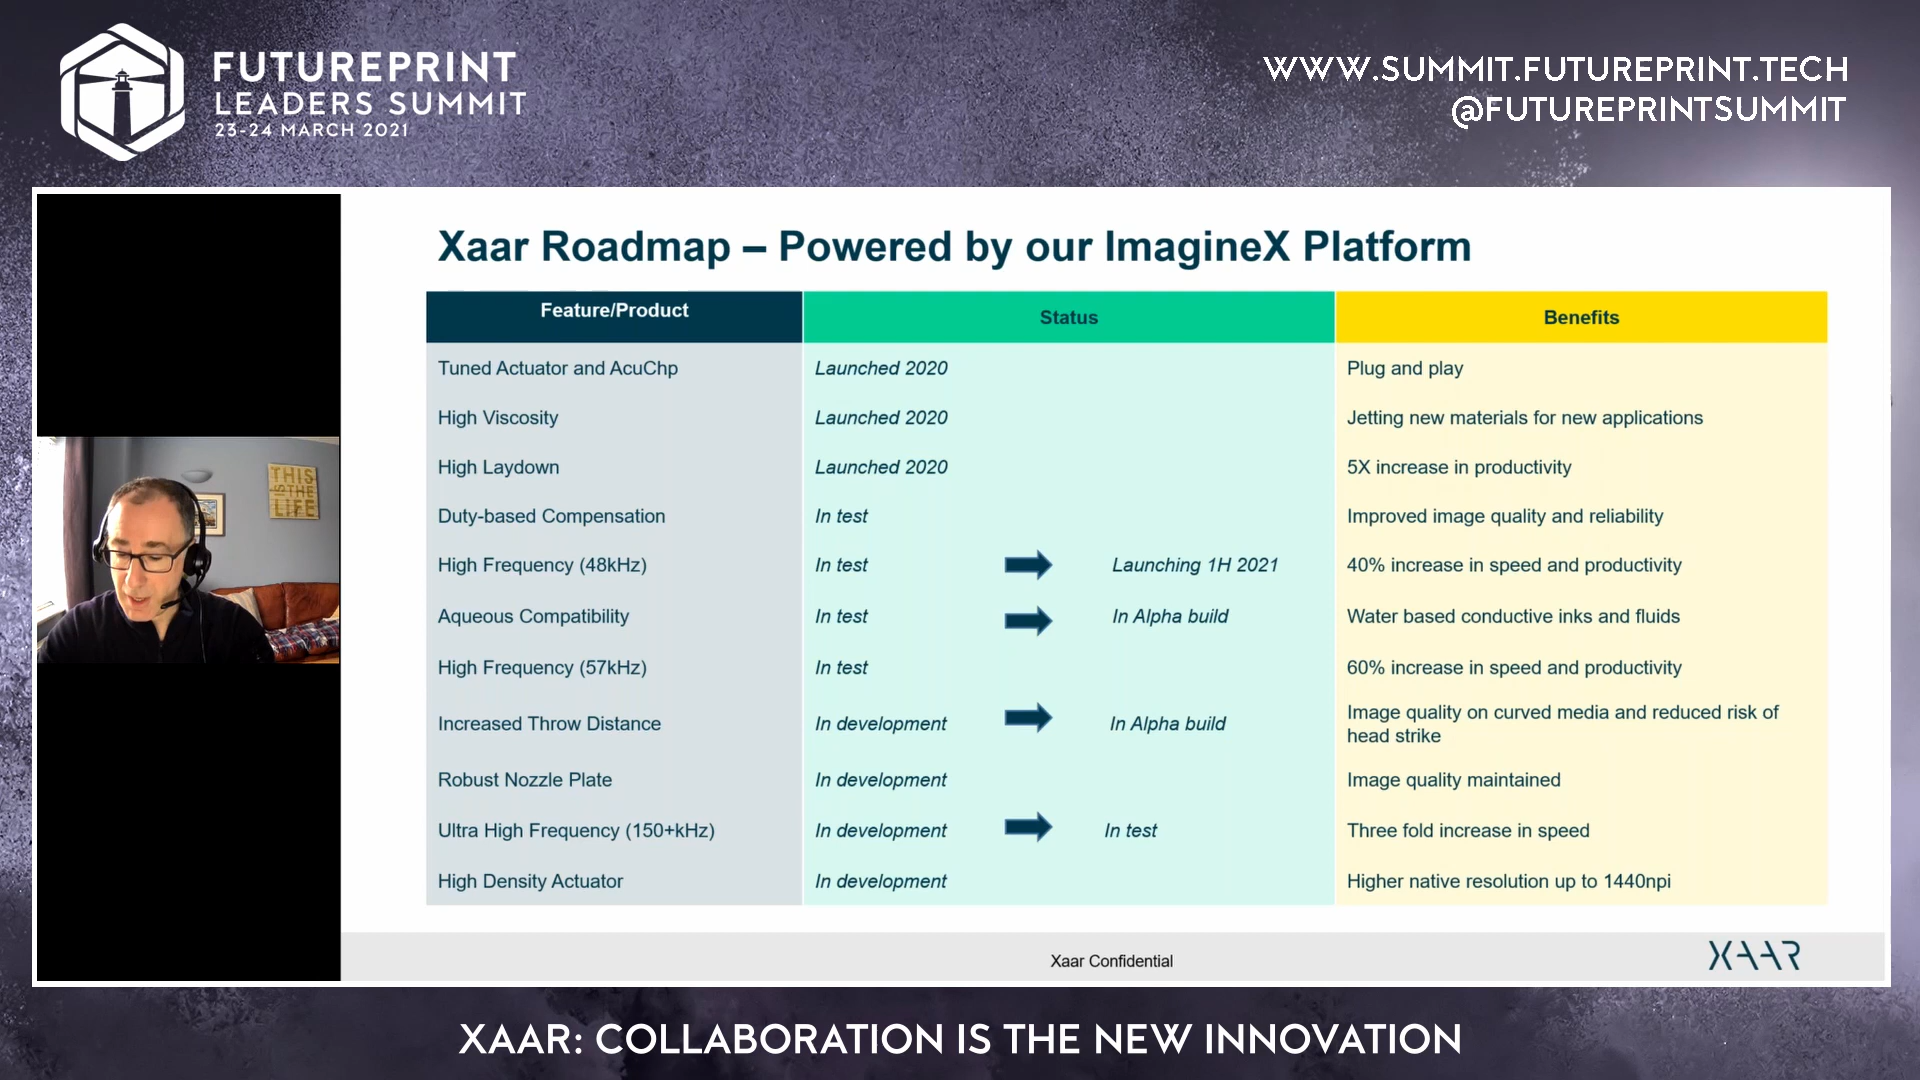 FUTUREPRINT
LEADERS SUMMIT
23-24 MARCH 2021
WWW.SUMMIT.FUTUREPRINT.TECH
@FUTUREPRINTSUMMIT
THIS
IS THE
LIFE
Xaar Roadmap – Powered by our ImagineX Platform
Feature/Product Status Benefits
Tuned Actuator and AcuChp Launched 2020 Plug and play
High Viscosity Launched 2020 Jetting new materials for new applications
High Laydown Launched 2020 5X increase in productivity
Duty-based Compensation In test Improved image quality and reliability
High Frequency (48kHz) In test Launching 1H 2021 40% increase in speed and productivity
Aqueous Compatibility In test In Alpha build Water based conductive inks and fluids
High Frequency (57kHz) In test 60% increase in speed and productivity
Increased Throw Distance In development In Alpha build Image quality on curved media and reduced risk of
head strike
Robust Nozzle Plate In development Image quality maintained
Ultra High Frequency (150+kHz) In development In test Three fold increase in speed
High Density Actuator In development Higher native resolution up to 1440npi
Xaar Confidential
XAAR
XAAR: COLLABORATION IS THE NEW INNOVATION